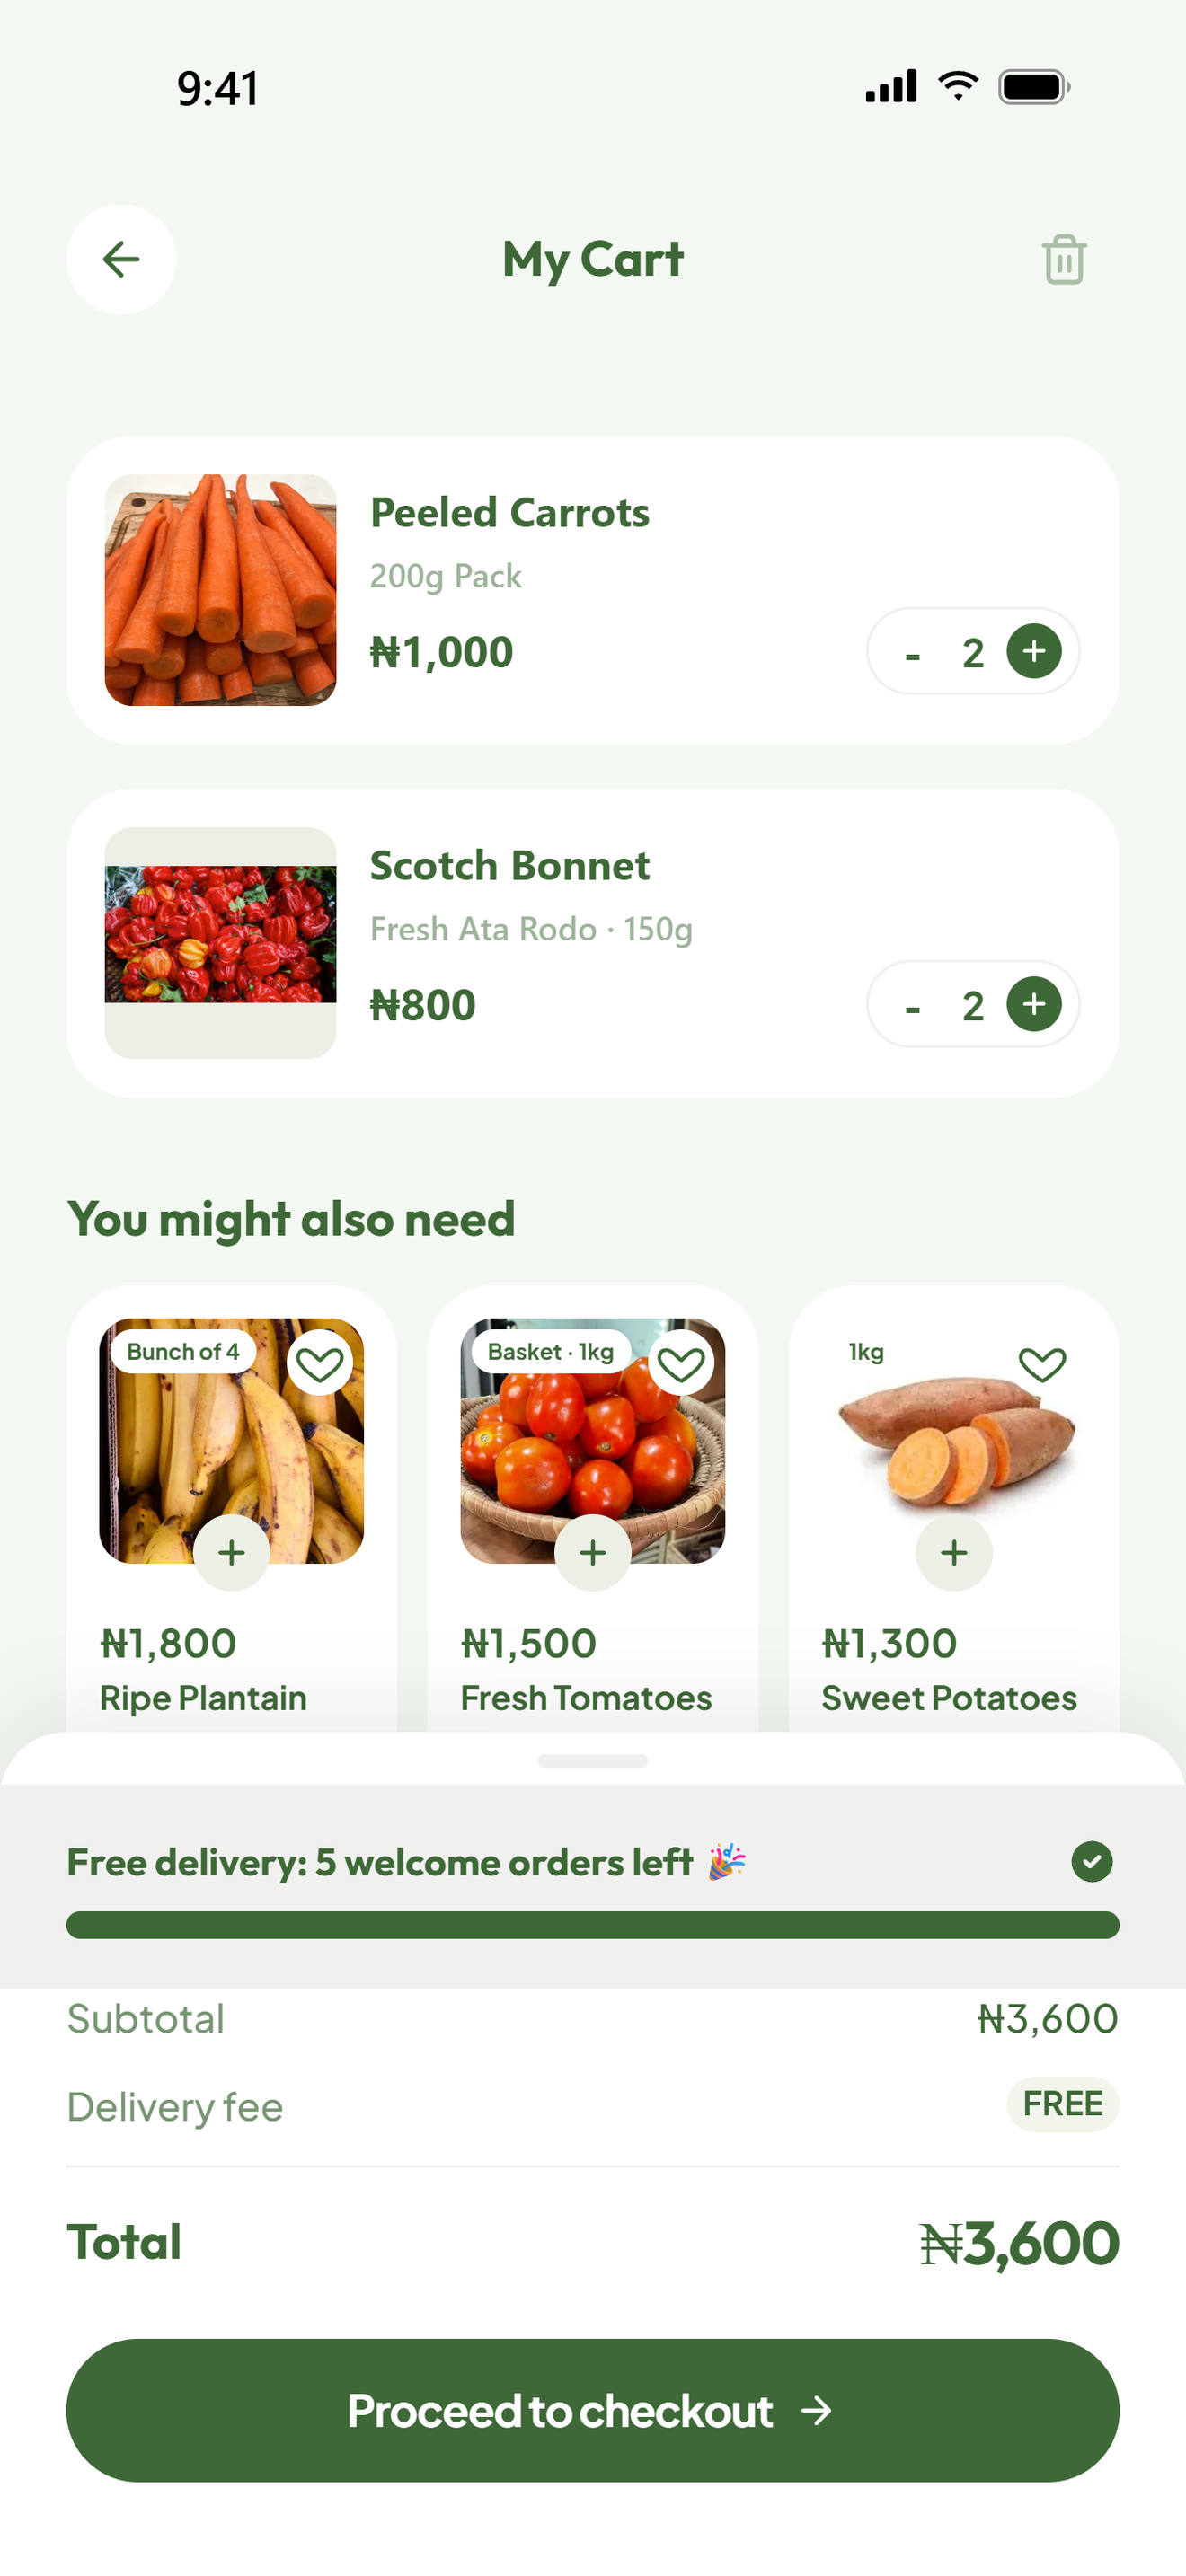 9:41
My Cart
Peeled Carrots
200g Pack
₦1,000
- 2 +
Scotch Bonnet
Fresh Ata Rodo · 150g
₦800
- 2 +
You might also need
Bunch of 4
Basket · 1kg
1kg
+ + +
₦1,800 ₦1,500 ₦1,300
Ripe Plantain Fresh Tomatoes Sweet Potatoes
Free delivery: 5 welcome orders left 🎉
Subtotal ₦3,600
Delivery fee FREE
Total ₦3,600
Proceed to checkout →